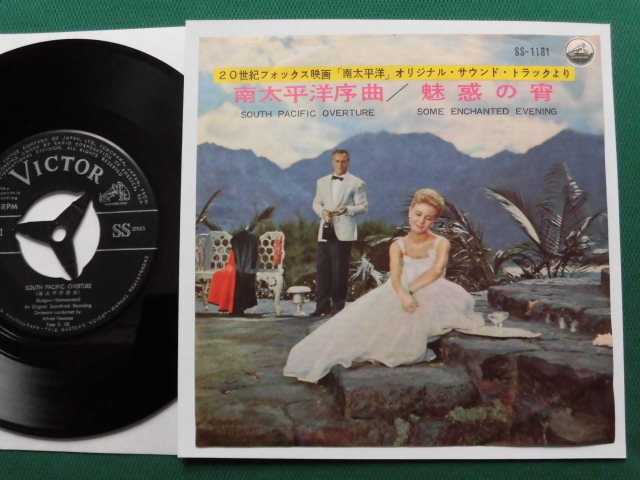 SS-1181
20世紀フォックス映画「南太平洋」オリジナル・サウンド・トラックより
南太平洋序曲／魅惑の宵
SOUTH PACIFIC OVERTURE
SOME ENCHANTED EVENING
VICTOR
RPM
SS
SOUTH PACIFIC OVERTURE
(南太平洋序曲)
(Rodgers-Hammerstein)
An Original Soundtrack Recording
Orchestra conducted by
Alfred Newman